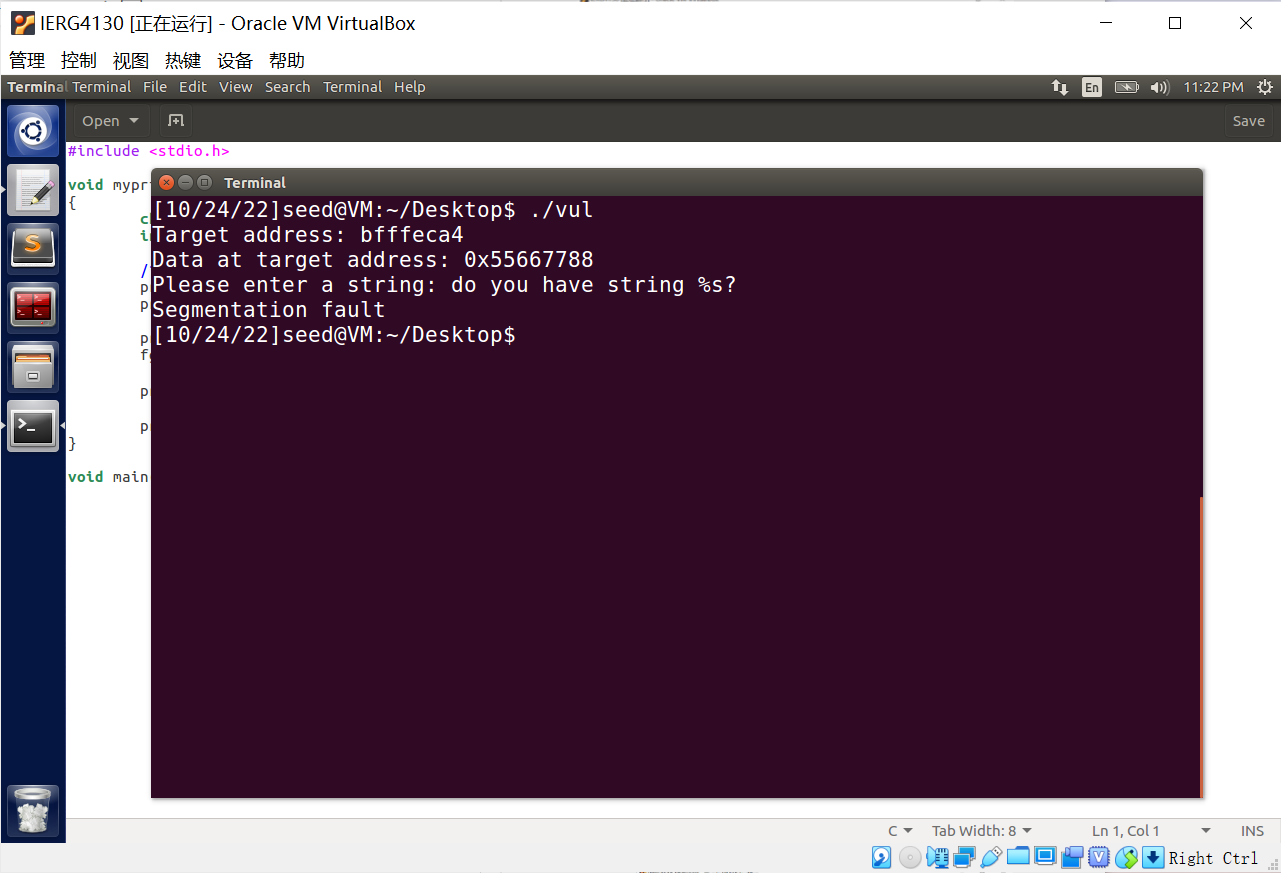 IERG4130 [正在运行] - Oracle VM VirtualBox
管理 控制 视图 热键 设备 帮助
Terminal Terminal File Edit View Search Terminal Help En 11:22 PM
Open Save
#include <stdio.h>
void mypr
{
Terminal
[10/24/22]seed@VM:~/Desktop$ ./vul
Target address: bfffeca4
Data at target address: 0x55667788
Please enter a string: do you have string %s?
Segmentation fault
[10/24/22]seed@VM:~/Desktop$
}
void main
C Tab Width: 8 Ln 1, Col 1 INS
Right Ctrl